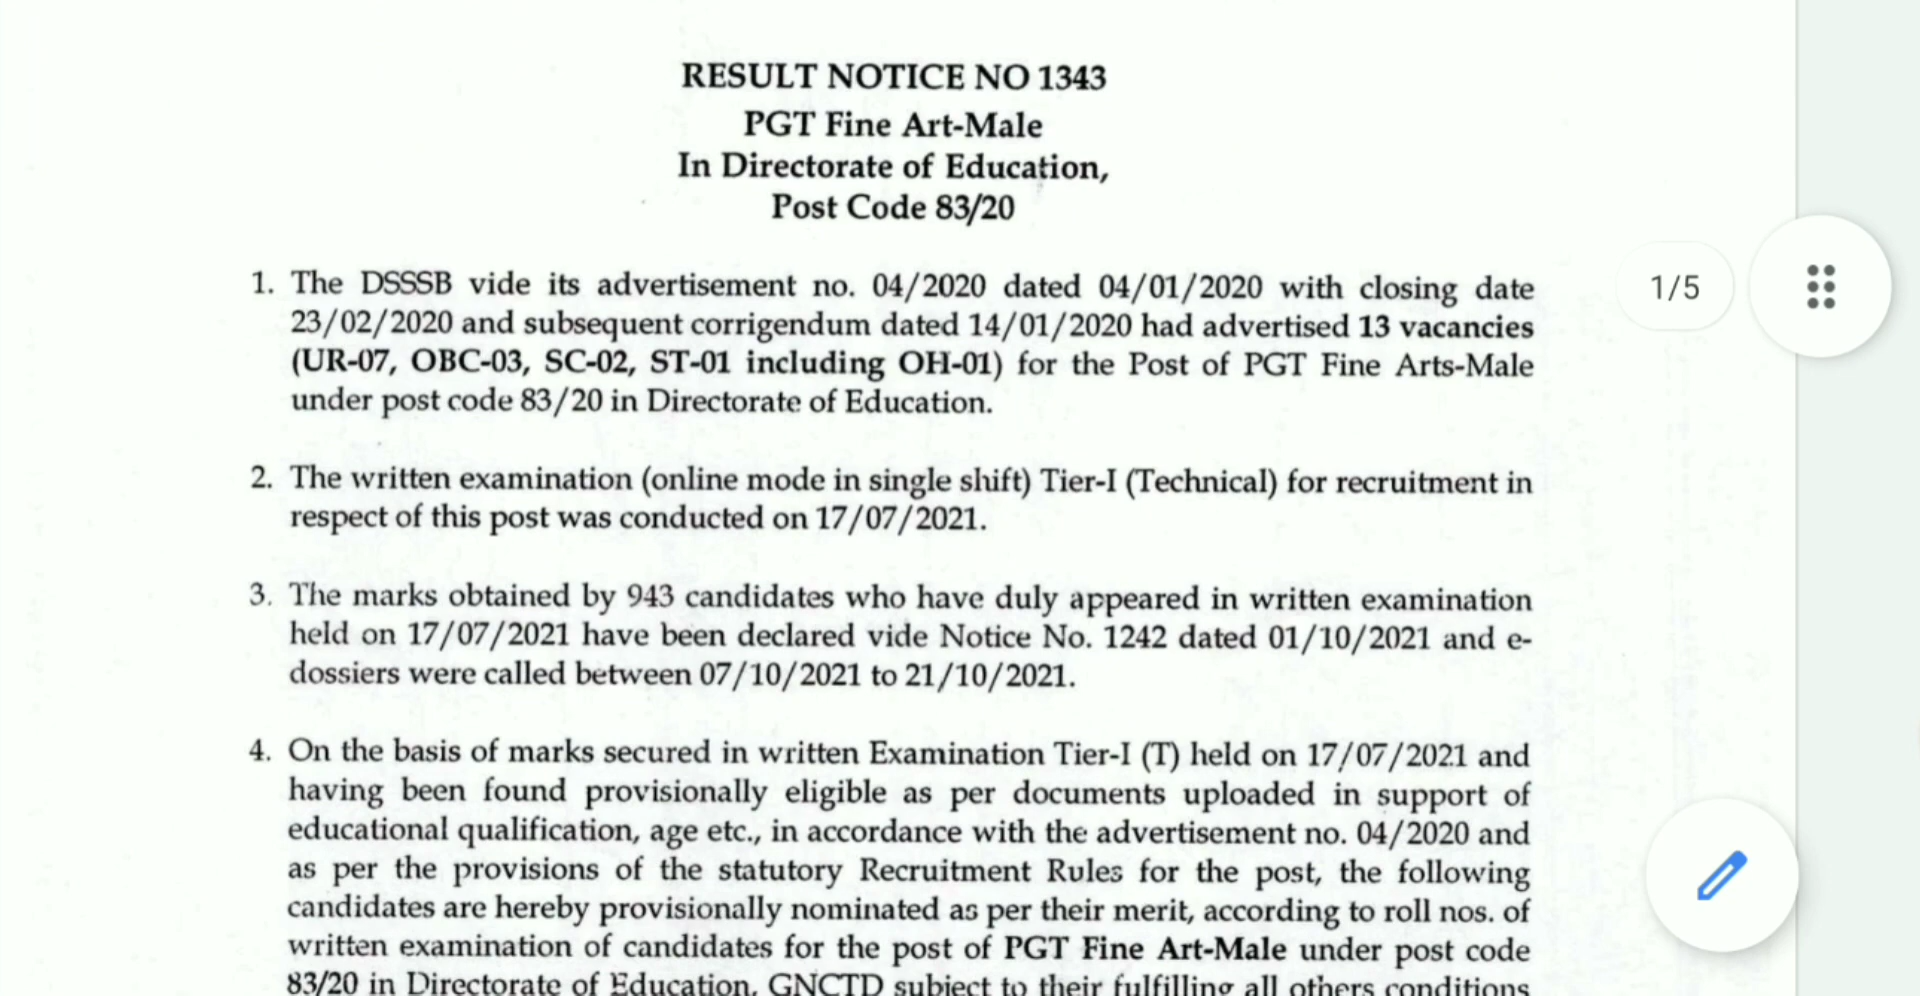 RESULT NOTICE NO 1343
PGT Fine Art-Male
In Directorate of Education,
Post Code 83/20
1. The DSSSB vide its advertisement no. 04/2020 dated 04/01/2020 with closing date
23/02/2020 and subsequent corrigendum dated 14/01/2020 had advertised 13 vacancies
(UR-07, OBC-03, SC-02, ST-01 including OH-01) for the Post of PGT Fine Arts-Male
under post code 83/20 in Directorate of Education.
1/5
2. The written examination (online mode in single shift) Tier-I (Technical) for recruitment in
respect of this post was conducted on 17/07/2021.
3. The marks obtained by 943 candidates who have duly appeared in written examination
held on 17/07/2021 have been declared vide Notice No. 1242 dated 01/10/2021 and e-
dossiers were called between 07/10/2021 to 21/10/2021.
4. On the basis of marks secured in written Examination Tier-I (T) held on 17/07/2021 and
having been found provisionally eligible as per documents uploaded in support of
educational qualification, age etc., in accordance with the advertisement no. 04/2020 and
as per the provisions of the statutory Recruitment Rules for the post, the following
candidates are hereby provisionally nominated as per their merit, according to roll nos. of
written examination of candidates for the post of PGT Fine Art-Male under post code
83/20 in Directorate of Education, GNCTD subject to their fulfilling all others conditions